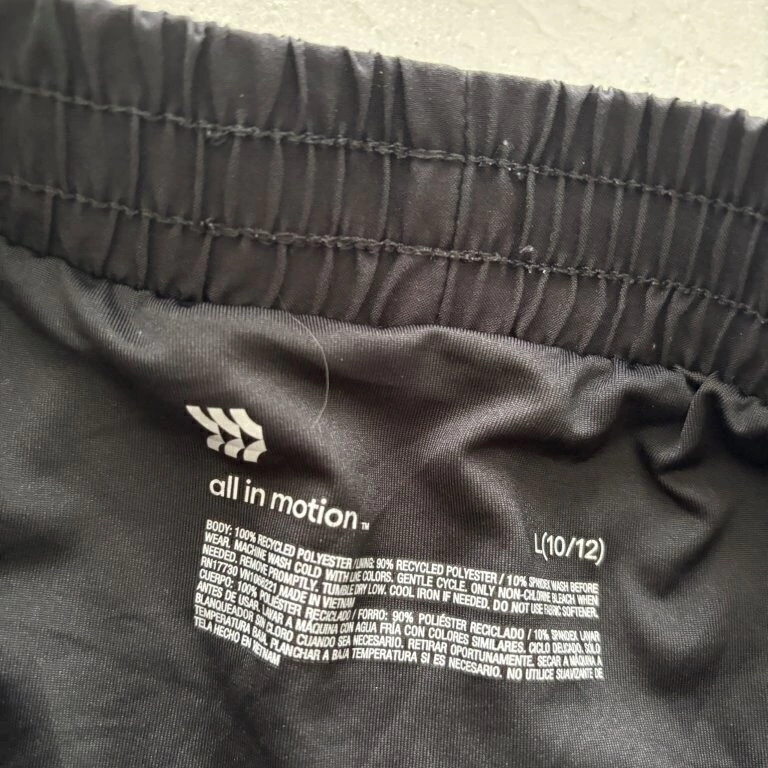 all in motion™
L(10/12)
BODY: 100% RECYCLED POLYESTER / LINING: 90% RECYCLED POLYESTER / 10% SPANDEX WASH BEFORE
WEAR. MACHINE WASH COLD WITH LIKE COLORS. GENTLE CYCLE. ONLY NON-CHLORINE BLEACH WHEN
NEEDED. REMOVE PROMPTLY. TUMBLE DRY LOW. COOL IRON IF NEEDED. DO NOT USE FABRIC SOFTENER.
RN17730 VN1066221 MADE IN VIETNAM
CUERPO: 100% POLIÉSTER RECICLADO / FORRO: 90% POLIÉSTER RECICLADO / 10% SPANDEX LAVAR
ANTES DE USAR. LAVAR A MÁQUINA CON AGUA FRÍA CON COLORES SIMILARES. CICLO DELICADO. SÓLO
BLANQUEADOR SIN CLORO CUANDO SEA NECESARIO. RETIRAR OPORTUNAMENTE. SECAR A MÁQUINA A
TEMPERATURA BAJA. PLANCHAR A BAJA TEMPERATURA SI ES NECESARIO. NO UTILICE SUAVIZANTE DE
TELA HECHO EN VIETNAM